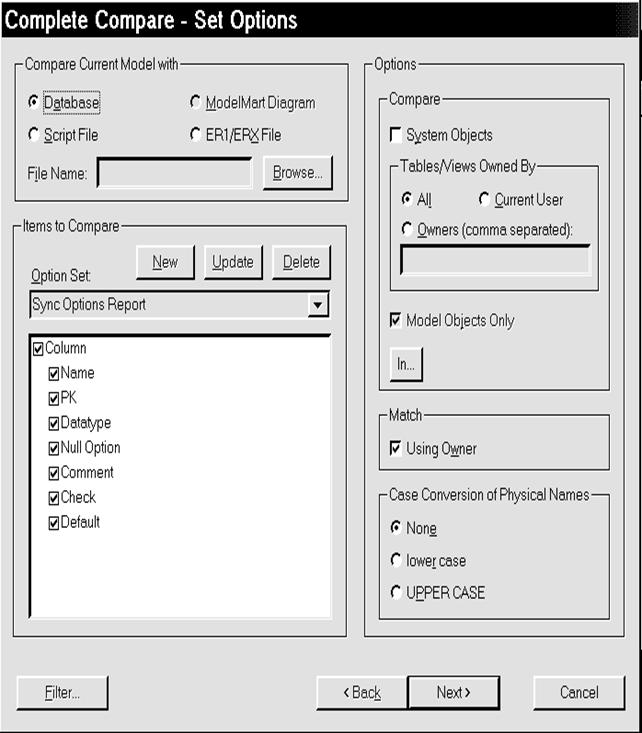 Complete Compare - Set Options
Compare Current Model with
Database
ModelMart Diagram
Script File
ER1/ERX File
File Name:
Browse...
Items to Compare
New
Update
Delete
Option Set:
Sync Options Report
Column
Name
PK
Datatype
Null Option
Comment
Check
Default
Options
Compare
System Objects
Tables/Views Owned By
All
Current User
Owners (comma separated):
Model Objects Only
In...
Match
Using Owner
Case Conversion of Physical Names
None
lower case
UPPER CASE
Filter...
< Back
Next >
Cancel